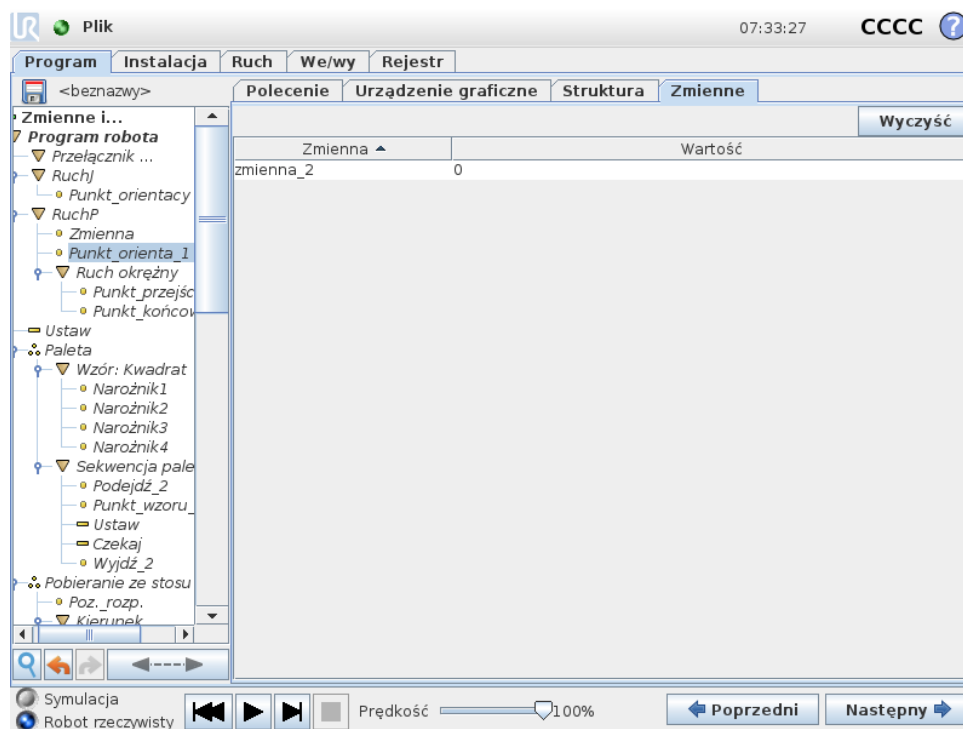 UR Plik 07:33:27 CCCC ?
Program Instalacja Ruch We/wy Rejestr
<beznazwy>
Polecenie Urządzenie graficzne Struktura Zmienne
Wyczyść
Zmienna Wartość
zmienna_2 0
Zmienne i...
Program robota
Przełącznik ...
RuchJ
Punkt_orientacy
RuchP
Zmienna
Punkt_orienta_1
Ruch okrężny
Punkt_przejśc
Punkt_końcow
Ustaw
Paleta
Wzór: Kwadrat
Narożnik1
Narożnik2
Narożnik3
Narożnik4
Sekwencja pale
Podejdź_2
Punkt_wzoru_
Ustaw
Czekaj
Wyjdź_2
Pobieranie ze stosu
Poz._rozp.
Kierunek
Symulacja
Robot rzeczywisty
Prędkość 100%
Poprzedni Następny